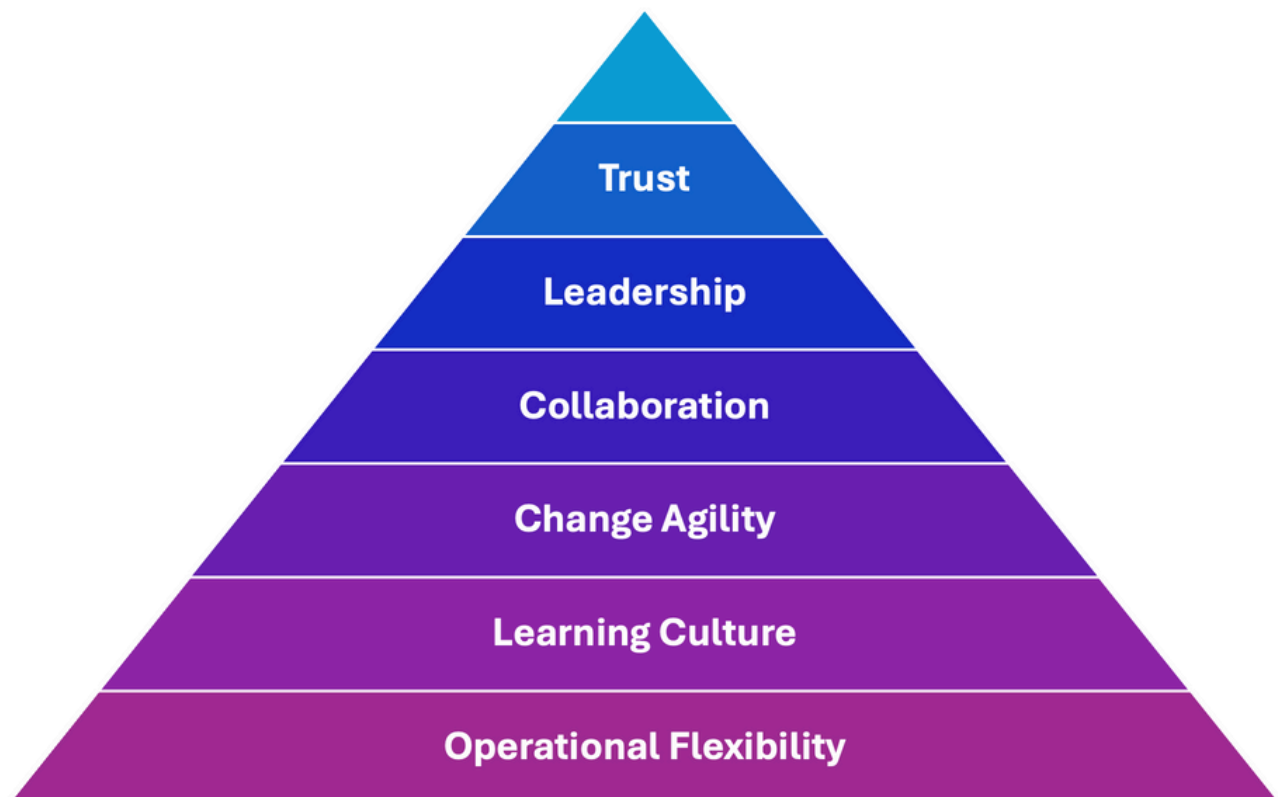 Trust
Leadership
Collaboration
Change Agility
Learning Culture
Operational Flexibility